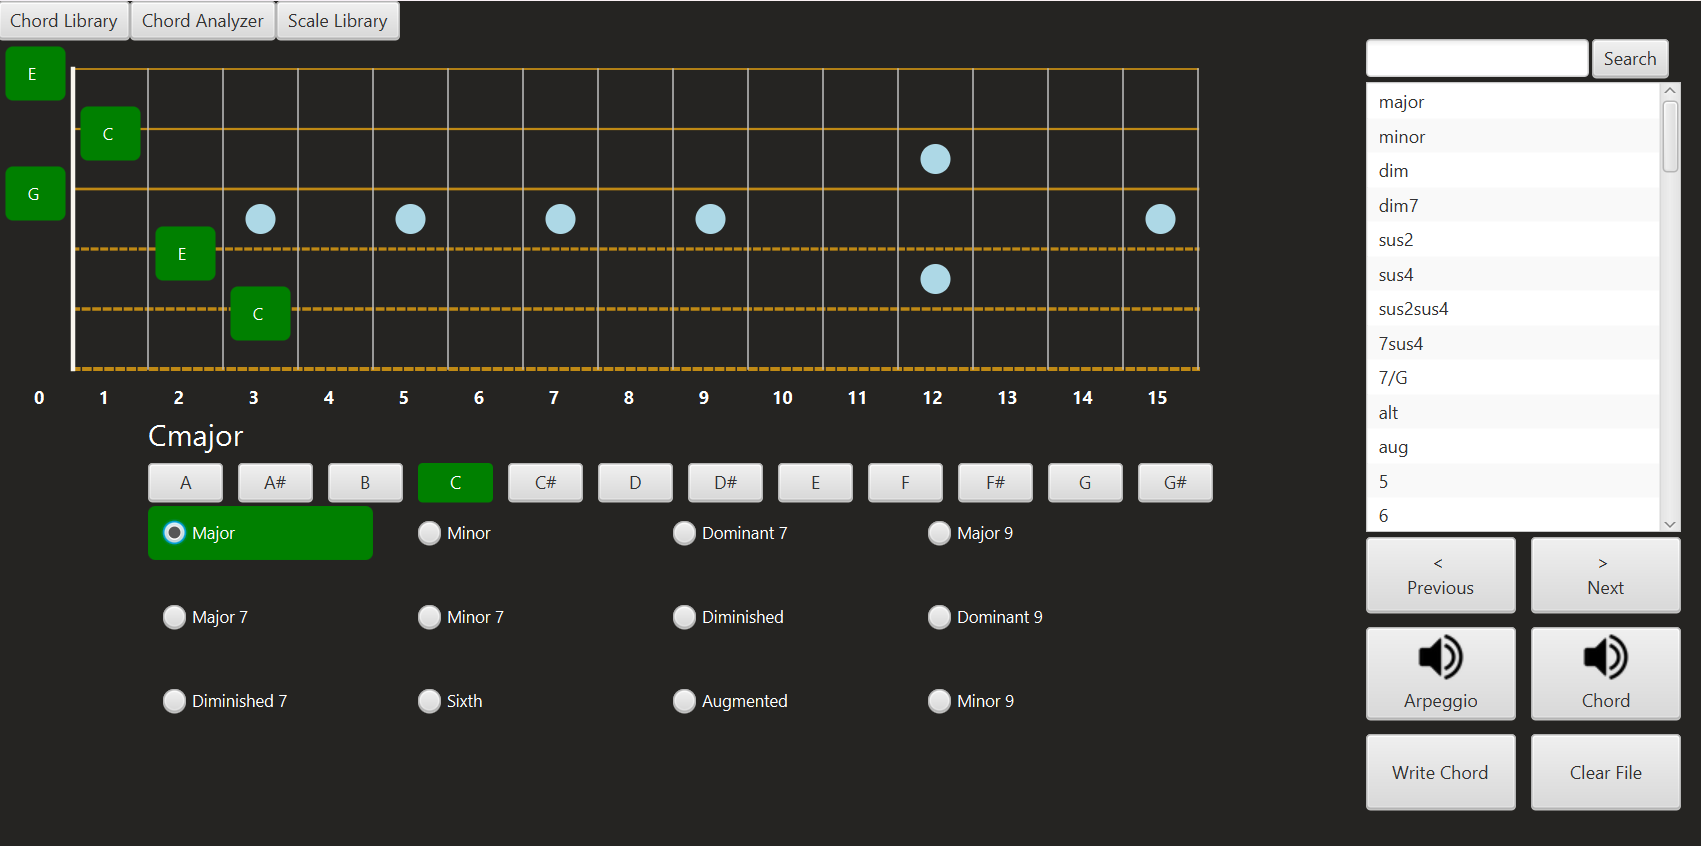 Chord Library Chord Analyzer Scale Library
Search
E
C
G
E
C
0 1 2 3 4 5 6 7 8 9 10 11 12 13 14 15
Cmajor
A A# B C C# D D# E F F# G G#
Major Minor Dominant 7 Major 9
Major 7 Minor 7 Diminished Dominant 9
Diminished 7 Sixth Augmented Minor 9
major
minor
dim
dim7
sus2
sus4
sus2sus4
7sus4
7/G
alt
aug
5
6
< >
Previous Next
Arpeggio Chord
Write Chord Clear File